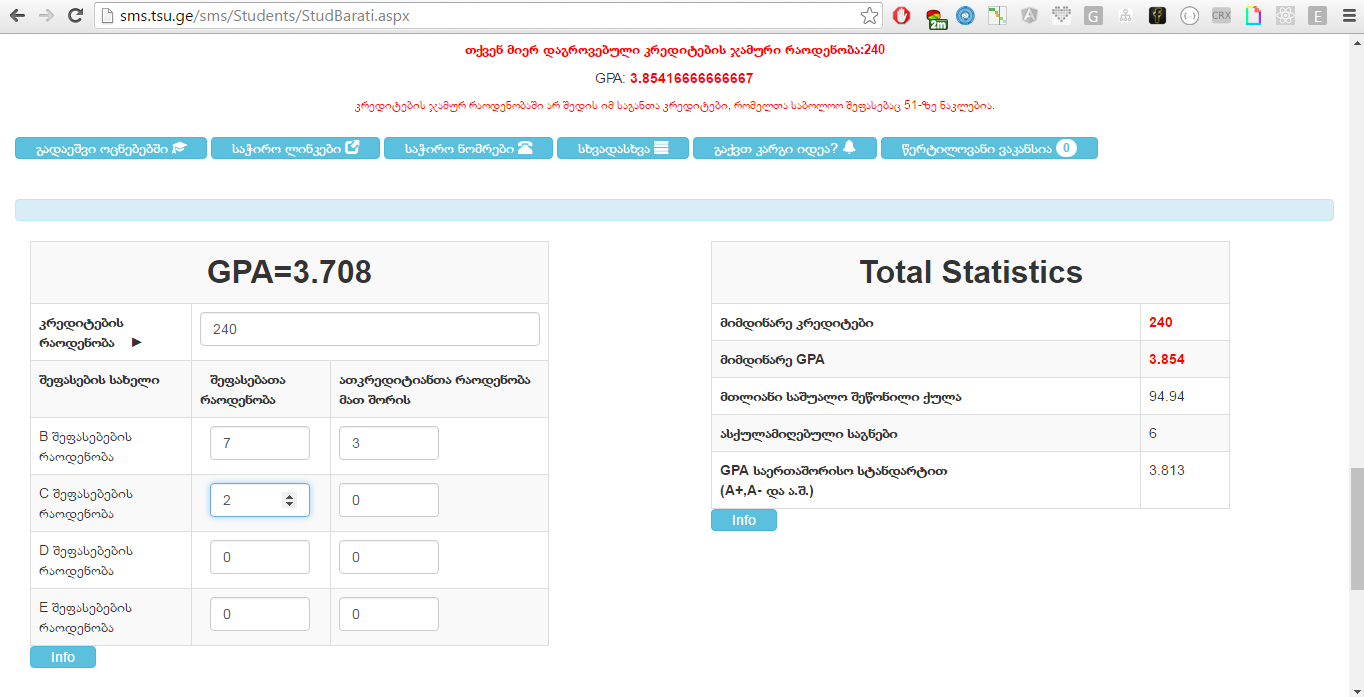 sms.tsu.ge/sms/Students/StudBarati.aspx
2m
G
CRX
E
თქვენ მიერ დაგროვებული კრედიტების ჯამური რაოდენობა:240
GPA: 3.85416666666667
კრედიტების ჯამურ რაოდენობაში არ შედის იმ საგანთა კრედიტები, რომელთა საბოლოო შეფასებაც 51-ზე ნაკლებია.
გადაეშვი ოცნებებში
საჭირო ლინკები
საჭირო ნომრები
სხვადასხვა
გაქვთ კარგი იდეა?
წერტილოვანი ვაკანსია 0
GPA=3.708
კრედიტების
რაოდენობა ►
240
შეფასების სახელი
შეფასებათა
რაოდენობა
ათკრედიტიანთა რაოდენობა
მათ შორის
B შეფასებების
რაოდენობა
7
3
C შეფასებების
რაოდენობა
2
0
D შეფასებების
რაოდენობა
0
0
E შეფასებების
რაოდენობა
0
0
Info
Total Statistics
მიმდინარე კრედიტები
240
მიმდინარე GPA
3.854
მთლიანი საშუალო შეწონილი ქულა
94.94
ასქულამიღებული საგნები
6
GPA საერთაშორისო სტანდარტით
(A+,A- და ა.შ.)
3.813
Info